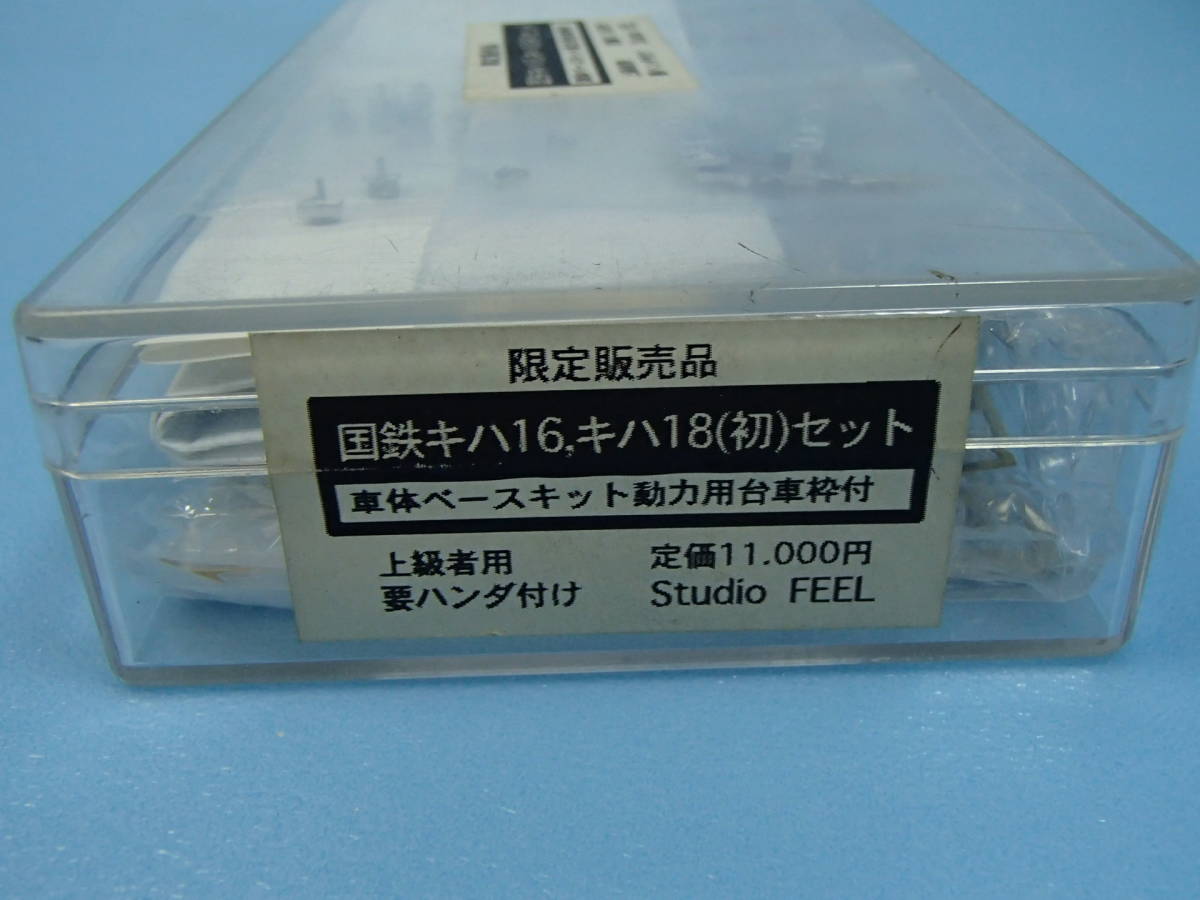 限定販売品
国鉄キハ16,キハ18(初)セット
車体ベースキット動力用台車枠付
上級者用 定価11.000円
要ハンダ付け Studio FEEL